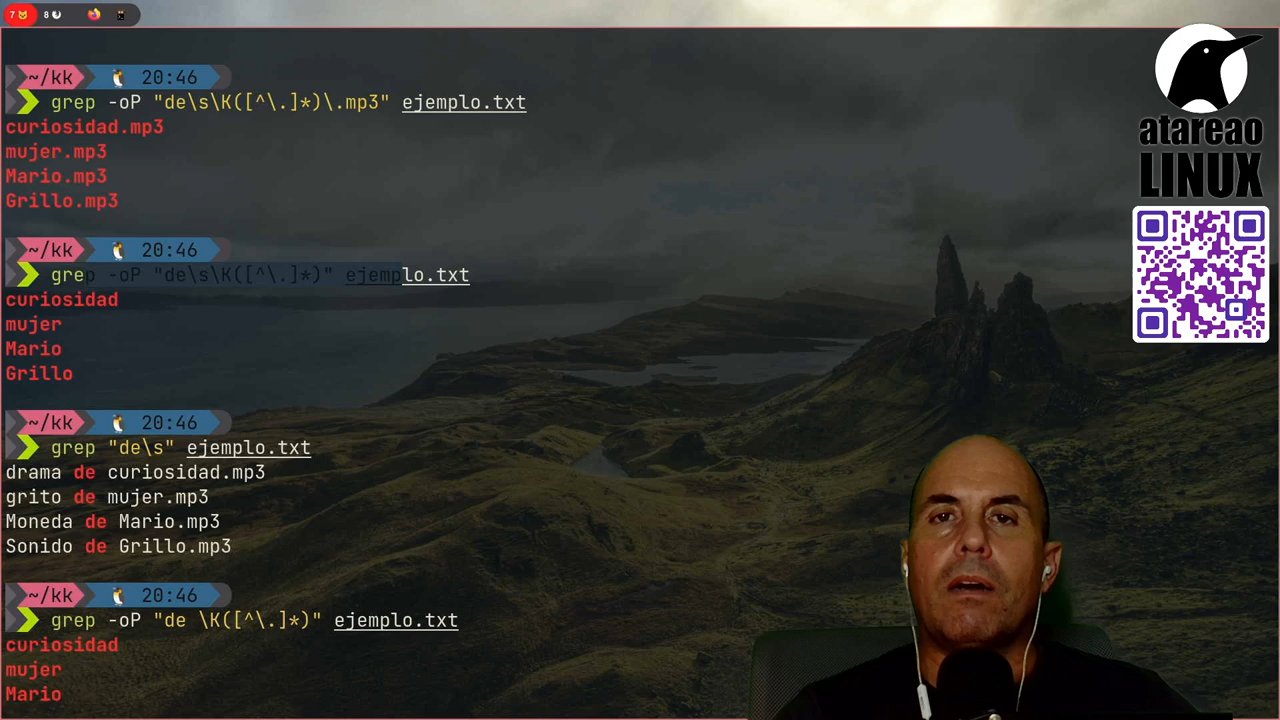 7 8
~/kk 20:46
grep -oP "de\s\K([^\.]*)\.mp3" ejemplo.txt
curiosidad.mp3
mujer.mp3
Mario.mp3
Grillo.mp3
~/kk 20:46
grep -oP "de\s\K([^\.]*)" ejemplo.txt
curiosidad
mujer
Mario
Grillo
~/kk 20:46
grep "de\s" ejemplo.txt
drama de curiosidad.mp3
grito de mujer.mp3
Moneda de Mario.mp3
Sonido de Grillo.mp3
~/kk 20:46
grep -oP "de \K([^\.]*)" ejemplo.txt
curiosidad
mujer
Mario
atareao
LINUX